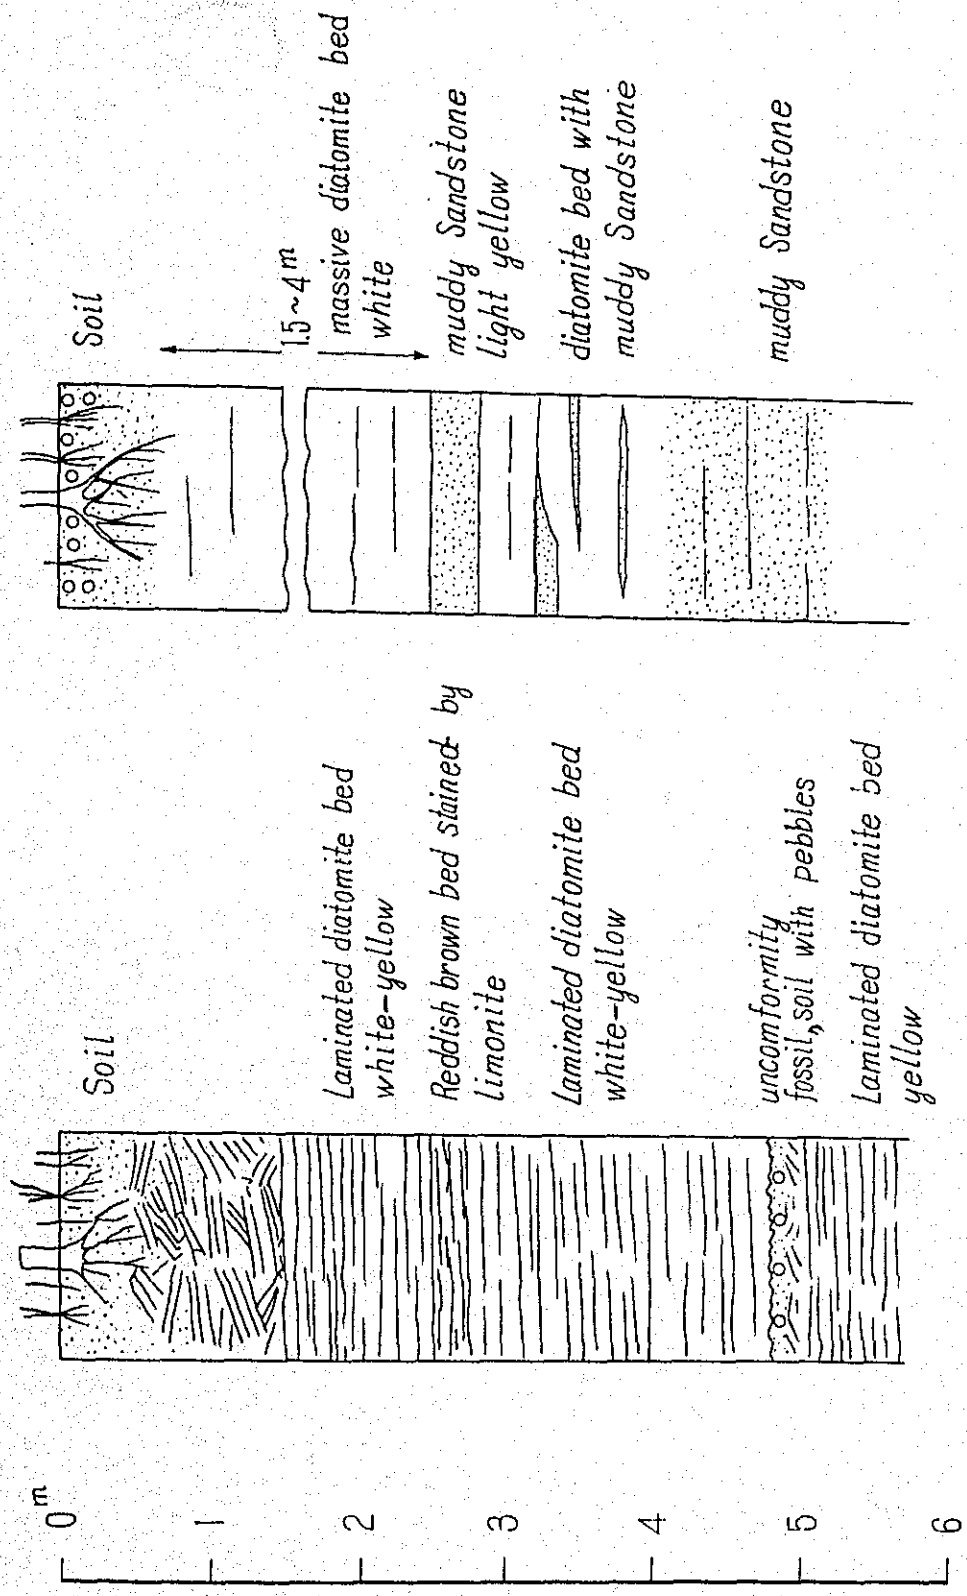 0 m
1
2
3
4
5
6
Soil
Laminated diatomite bed
white-yellow
Reddish brown bed stained by
limonite
Laminated diatomite bed
white-yellow
uncomformity
fossil, soil with pebbles
Laminated diatomite bed
yellow
Soil
1.5~4 m
massive diatomite bed
white
muddy Sandstone
light yellow
diatomite bed with
muddy Sandstone
muddy Sandstone